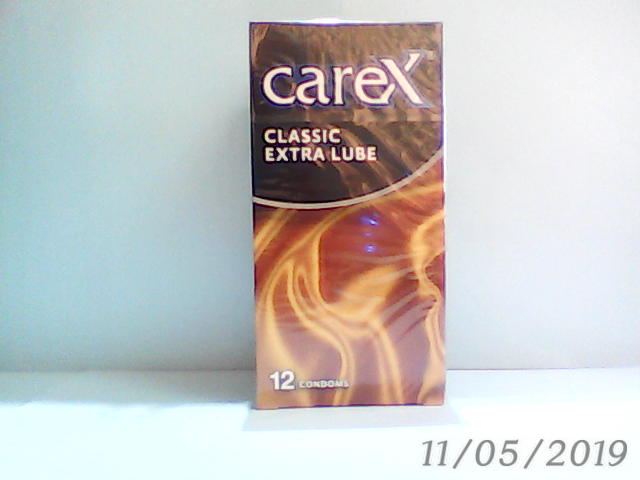 careX
CLASSIC
EXTRA LUBE
12 CONDOMS
11/05/2019